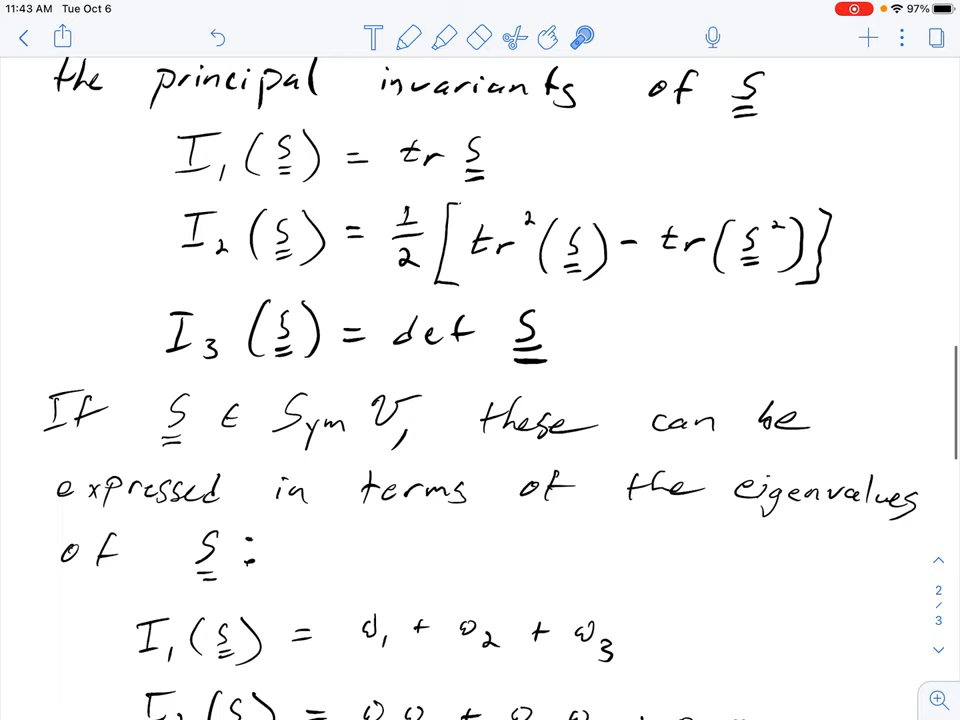 11:43 AM Tue Oct 6
97%
the principal invariants of S
I₁(S) = tr S
I₂(S) = 1/2 [tr²(S) - tr(S²)]
I₃(S) = det S
If S ∈ Sym V, these can be
expressed in terms of the eigenvalues
of S:
I₁(S) = ω₁ + ω₂ + ω₃
2
/
3